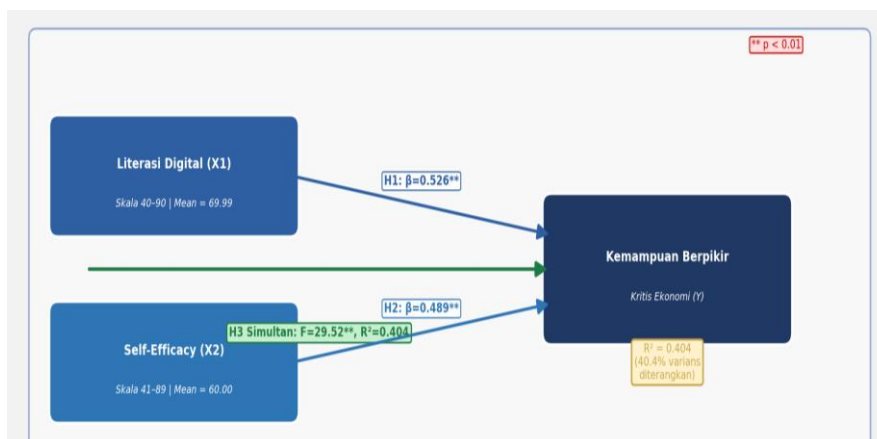 ** p < 0.01
Literasi Digital (X1)
Skala 40–90 | Mean = 69.99
H1: β=0.526**
Kemampuan Berpikir
Kritis Ekonomi (Y)
H2: β=0.489**
H3 Simultan: F=29.52**, R²=0.404
Self-Efficacy (X2)
Skala 41–89 | Mean = 60.00
R² = 0.404
(40.4% varians
diterangkan)